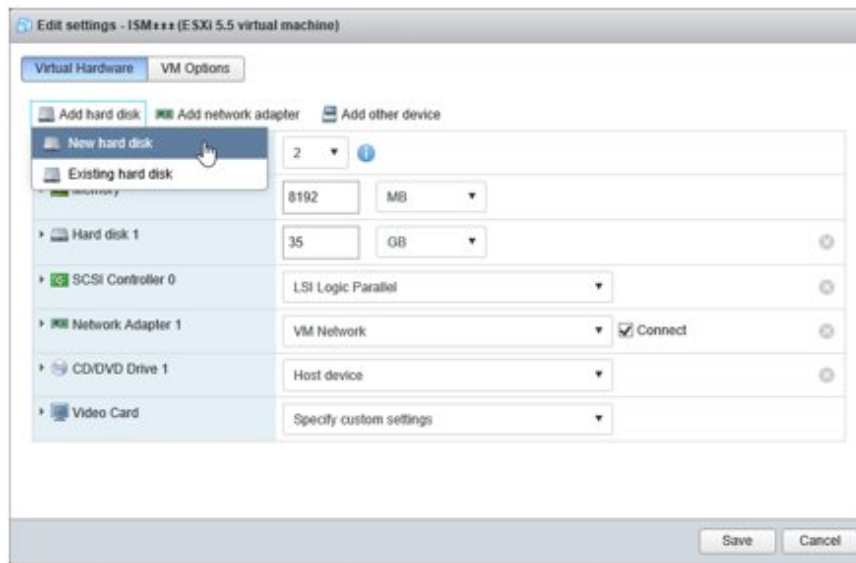 Edit settings - ISM*** (ESXi 5.5 virtual machine)
Virtual Hardware VM Options
Add hard disk Add network adapter Add other device
New hard disk
2
Existing hard disk
Memory 8192 MB
Hard disk 1 35 GB
SCSI Controller 0 LSI Logic Parallel
Network Adapter 1 VM Network Connect
CD/DVD Drive 1 Host device
Video Card Specify custom settings
Save Cancel